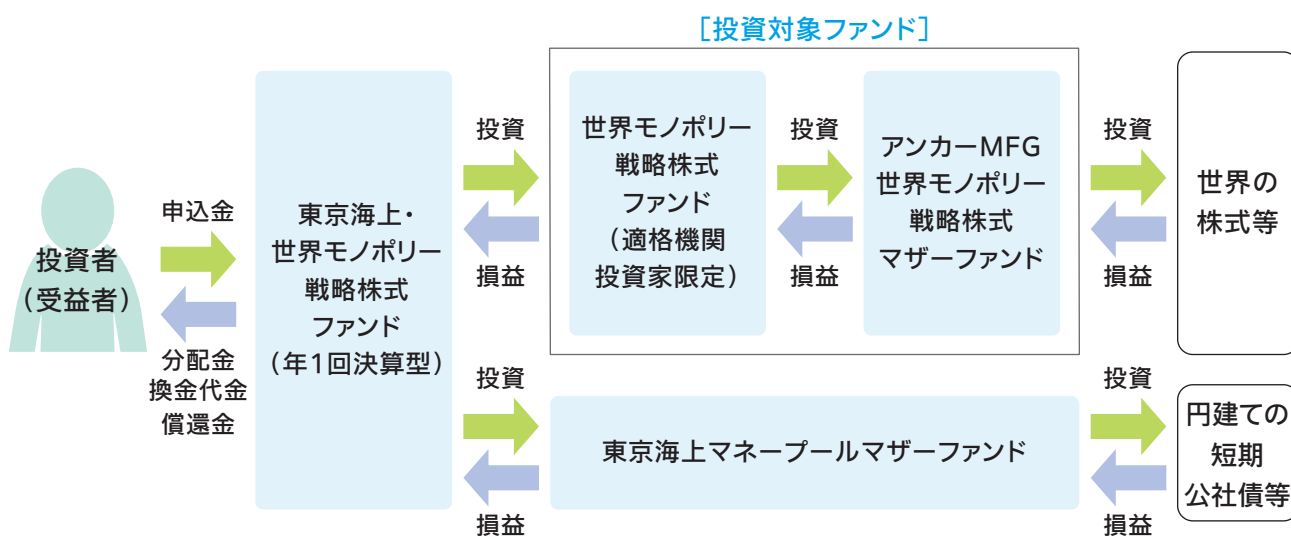 ［投資対象ファンド］
投資者
（受益者）
申込金
分配金
換金代金
償還金
東京海上・
世界モノポリー
戦略株式
ファンド
（年1回決算型）
投資
損益
世界モノポリー
戦略株式
ファンド
（適格機関
投資家限定）
投資
損益
アンカーMFG
世界モノポリー
戦略株式
マザーファンド
投資
損益
世界の
株式等
投資
損益
東京海上マネープールマザーファンド
投資
損益
円建ての
短期
公社債等